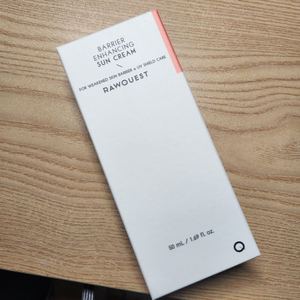 BARRIER
ENHANCING
SUN CREAM
FOR WEAKENED SKIN BARRIER & UV SHIELD CARE
RAWQUEST
50 mL / 1.69 fl. oz.